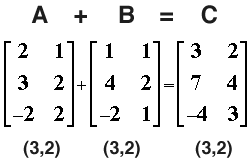 A + B = C
[2 1] [1 1] [3 2]
[3 2] + [4 2] = [7 4]
[–2 2] [–2 1] [–4 3]
(3,2) (3,2) (3,2)